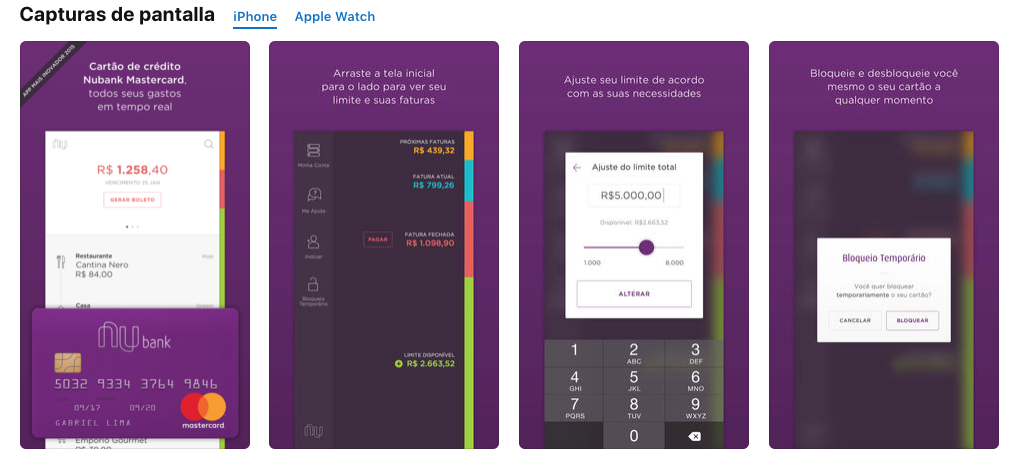 Capturas de pantalla
iPhone
Apple Watch
APP MAIS INOVADOR 2015
Cartão de crédito
Nubank Mastercard,
todos seus gastos
em tempo real
nu
R$ 1.258,40
VENCIMENTO 25 JAN
GERAR BOLETO
Restaurante
Hoje
Cantina Nero
R$ 84,00
Casa
Ontem
nu bank
5032 9334 3764 9846
09/17 09/20
GABRIEL LIMA
mastercard
Empório Gourmet
Arraste a tela inicial
para o lado para ver seu
limite e suas faturas
Minha Conta
Me Ajuda
Indicar
Bloqueio
Temporário
PRÓXIMAS FATURAS
R$ 439,32
FATURA ATUAL
R$ 799,26
PAGAR
FATURA FECHADA
R$ 1.098,90
LIMITE DISPONÍVEL
R$ 2.663,52
nu
Ajuste seu limite de acordo
com as suas necessidades
Ajuste do limite total
R$5.000,00
Disponível: R$2.663,52
1.000
8.000
ALTERAR
1
2
ABC
3
DEF
4
GHI
5
JKL
6
MNO
7
PQRS
8
TUV
9
WXYZ
0
Bloqueie e desbloqueie você
mesmo o seu cartão a
qualquer momento
Bloqueio Temporário
Você quer bloquear
temporariamente o seu cartão?
CANCELAR
BLOQUEAR